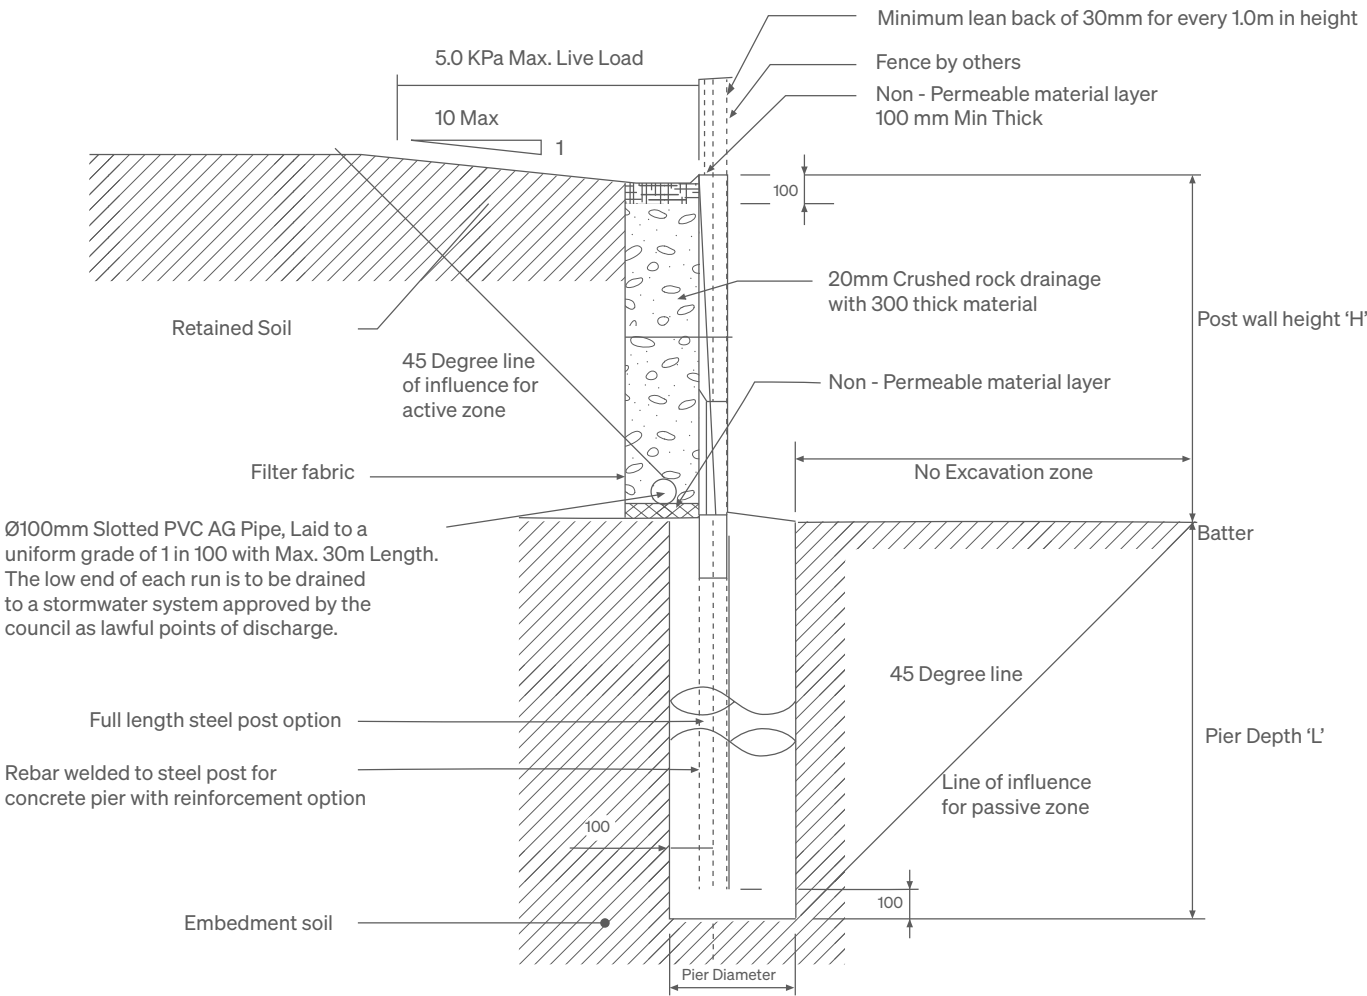 Minimum lean back of 30mm for every 1.0m in height
5.0 KPa Max. Live Load
Fence by others
Non - Permeable material layer
100 mm Min Thick
10 Max
1
100
20mm Crushed rock drainage
with 300 thick material
Post wall height ‘H’
Retained Soil
45 Degree line
of influence for
active zone
Non - Permeable material layer
Filter fabric
No Excavation zone
Ø100mm Slotted PVC AG Pipe, Laid to a
uniform grade of 1 in 100 with Max. 30m Length.
The low end of each run is to be drained
to a stormwater system approved by the
council as lawful points of discharge.
Batter
45 Degree line
Full length steel post option
Pier Depth ‘L’
Rebar welded to steel post for
concrete pier with reinforcement option
Line of influence
for passive zone
100
100
Embedment soil
Pier Diameter